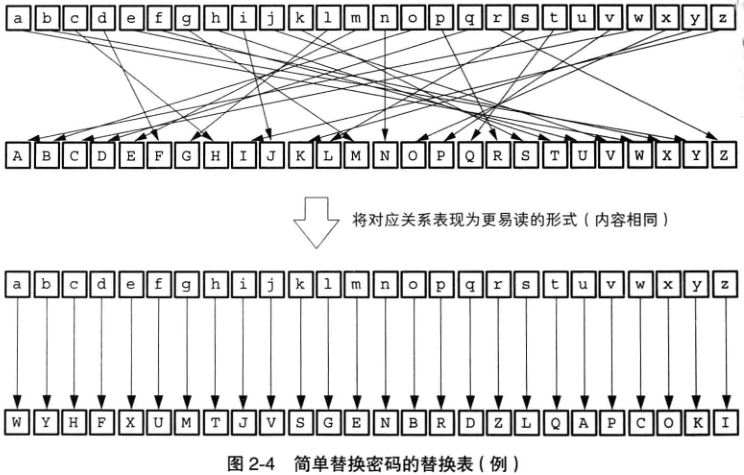 a b c d e f g h i j k l m n o p q r s t u v w x y z
A B C D E F G H I J K L M N O P Q R S T U V W X Y Z
将对应关系表现为更易读的形式（内容相同）
a b c d e f g h i j k l m n o p q r s t u v w x y z
W Y H F X U M T J V S G E N B R D Z L Q A P C O K I
图 2-4 简单替换密码的替换表（例）